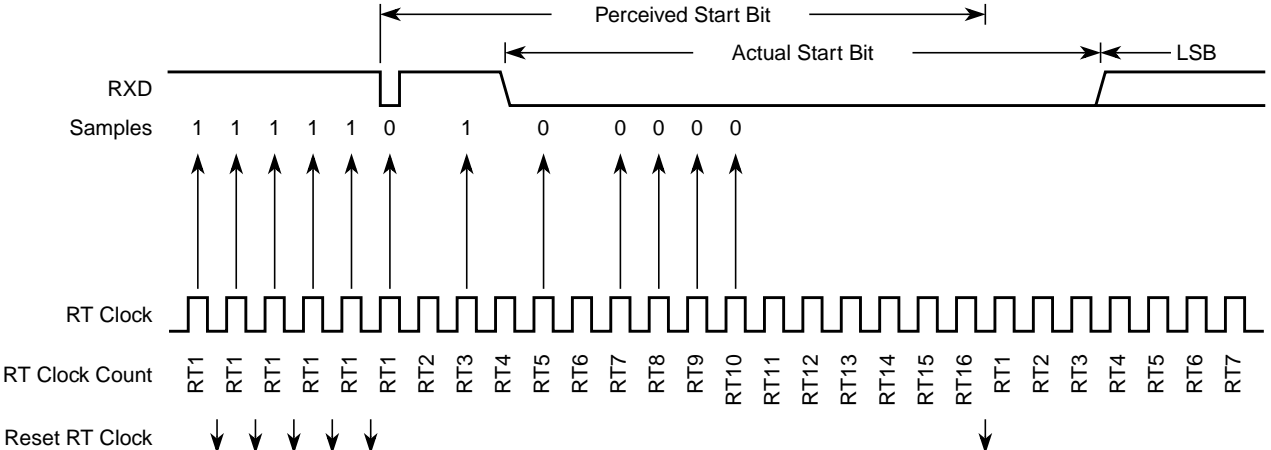 Perceived Start Bit
Actual Start Bit
LSB
RXD
Samples 1 1 1 1 1 0 1 0 0 0 0 0
RT Clock
RT Clock Count RT1 RT1 RT1 RT1 RT1 RT1 RT2 RT3 RT4 RT5 RT6 RT7 RT8 RT9 RT10 RT11 RT12 RT13 RT14 RT15 RT16 RT1 RT2 RT3 RT4 RT5 RT6 RT7
Reset RT Clock